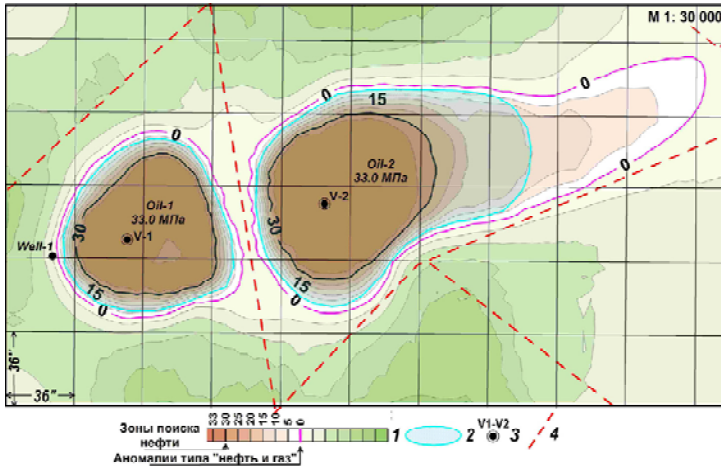 М 1: 30 000
0
15
0
0
Oil-2
33.0 МПа
Oil-1
33.0 МПа
V-2
30
30
V-1
Well-1
0
15
15
0
0
36"
36"
Зоны поиска нефти
33 30 25 20 15 10 5 0
1
2
V1-V2
3
4
Аномалии типа "нефть и газ"